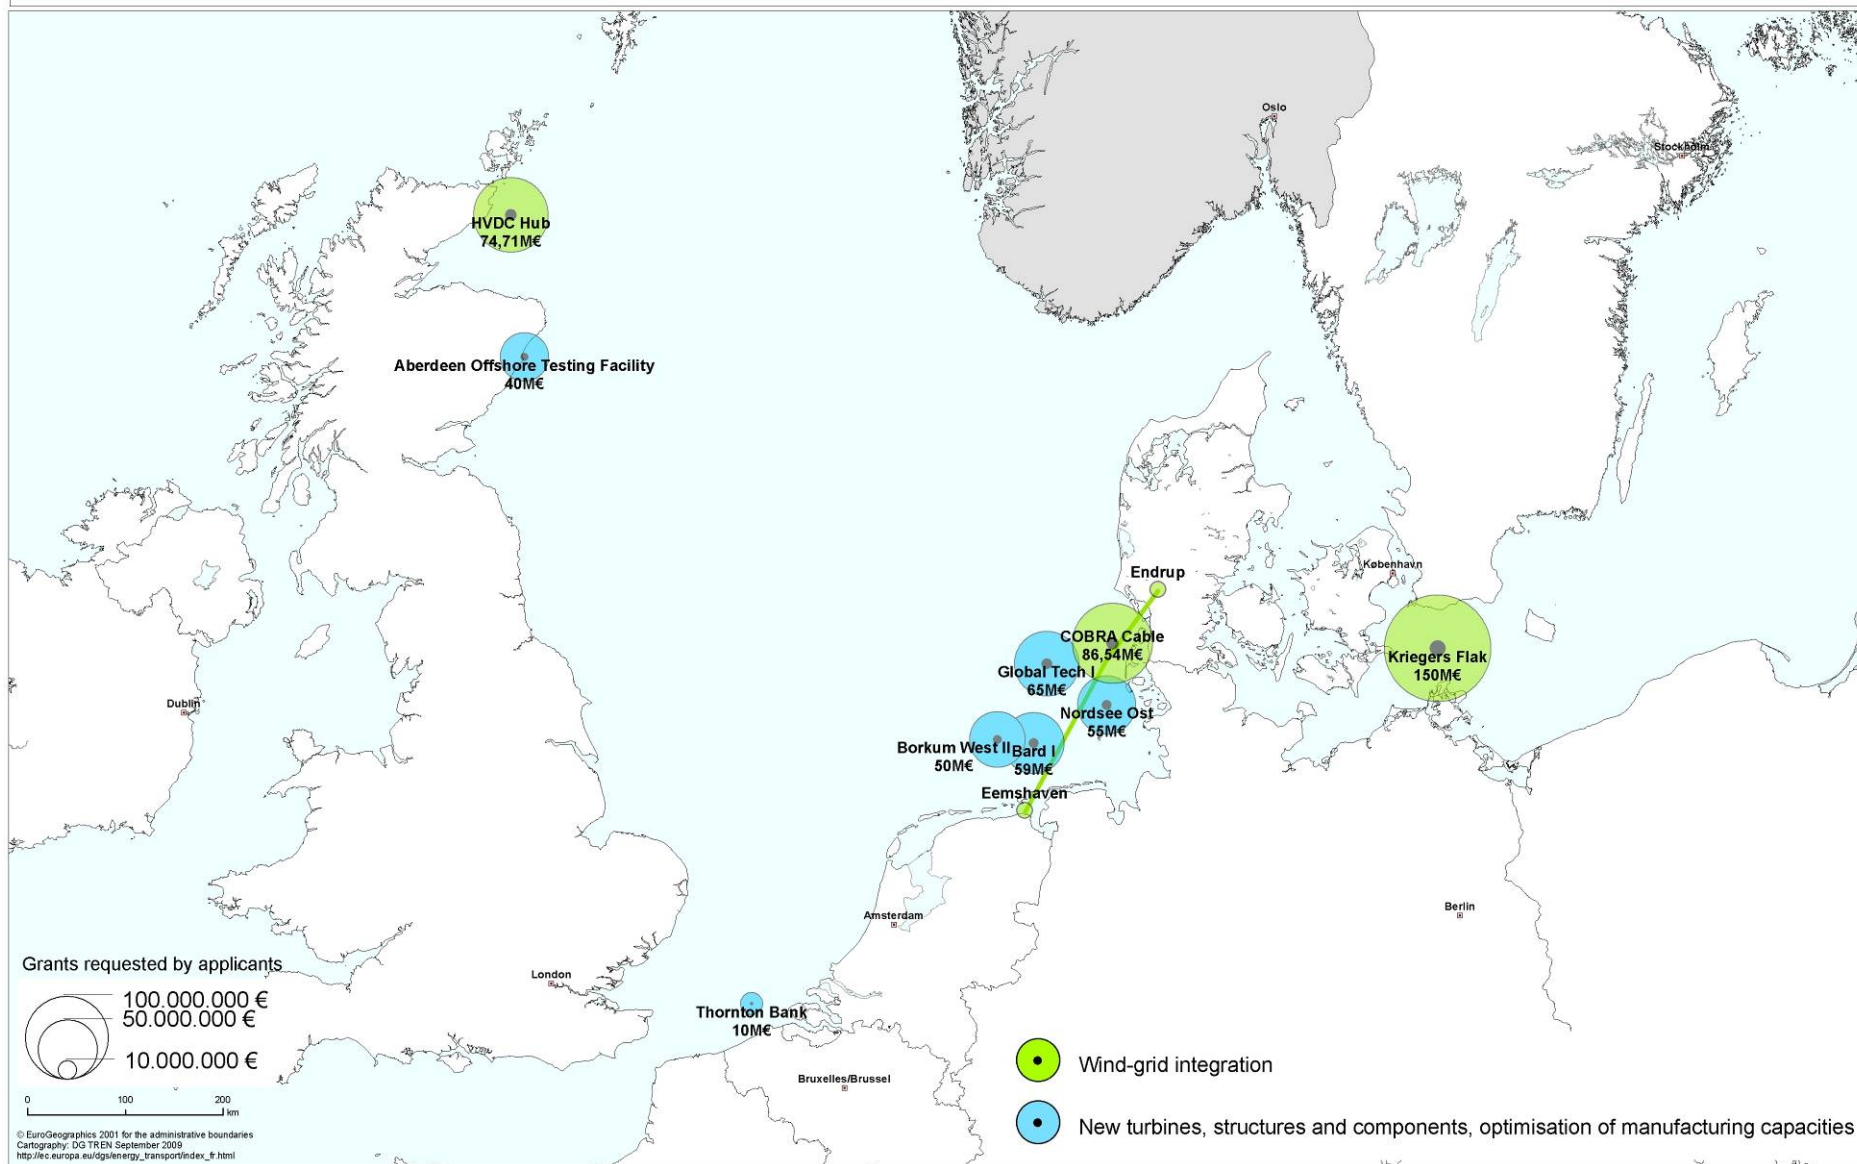 Oslo
Stockholm
HVDC Hub
74,71M€
Aberdeen Offshore Testing Facility
40M€
Endrup
København
COBRA Cable
86,54M€
Kriegers Flak
150M€
Global Tech I
65M€
Dublin
Nordsee Ost
55M€
Borkum West II
50M€
Bard I
59M€
Eemshaven
Amsterdam
Berlin
London
Thornton Bank
10M€
Bruxelles/Brussel
Grants requested by applicants
100.000.000 €
50.000.000 €
10.000.000 €
0 100 200
km
Wind-grid integration
New turbines, structures and components, optimisation of manufacturing capacities
© EuroGeographics 2001 for the administrative boundaries
Cartography: DG TREN September 2009
http://ec.europa.eu/dgs/energy_transport/index_fr.html